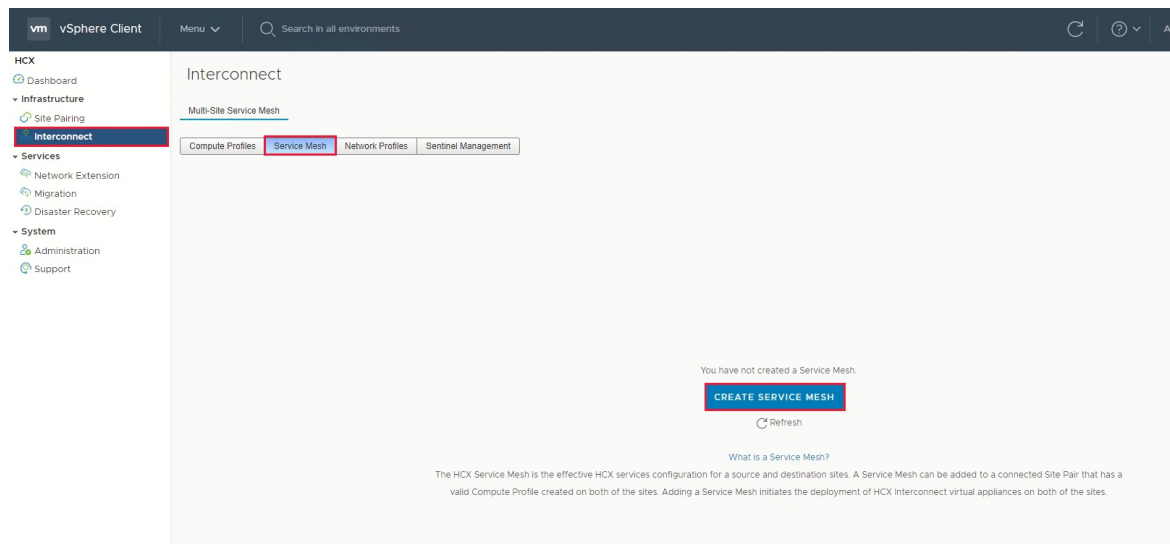 vm vSphere Client Menu Search in all environments
HCX
Dashboard
Infrastructure
Site Pairing
Interconnect
Services
Network Extension
Migration
Disaster Recovery
System
Administration
Support
Interconnect
Multi-Site Service Mesh
Compute Profiles Service Mesh Network Profiles Sentinel Management
You have not created a Service Mesh.
CREATE SERVICE MESH
Refresh
What is a Service Mesh?
The HCX Service Mesh is the effective HCX services configuration for a source and destination sites. A Service Mesh can be added to a connected Site Pair that has a
valid Compute Profile created on both of the sites. Adding a Service Mesh initiates the deployment of HCX Interconnect virtual appliances on both of the sites.